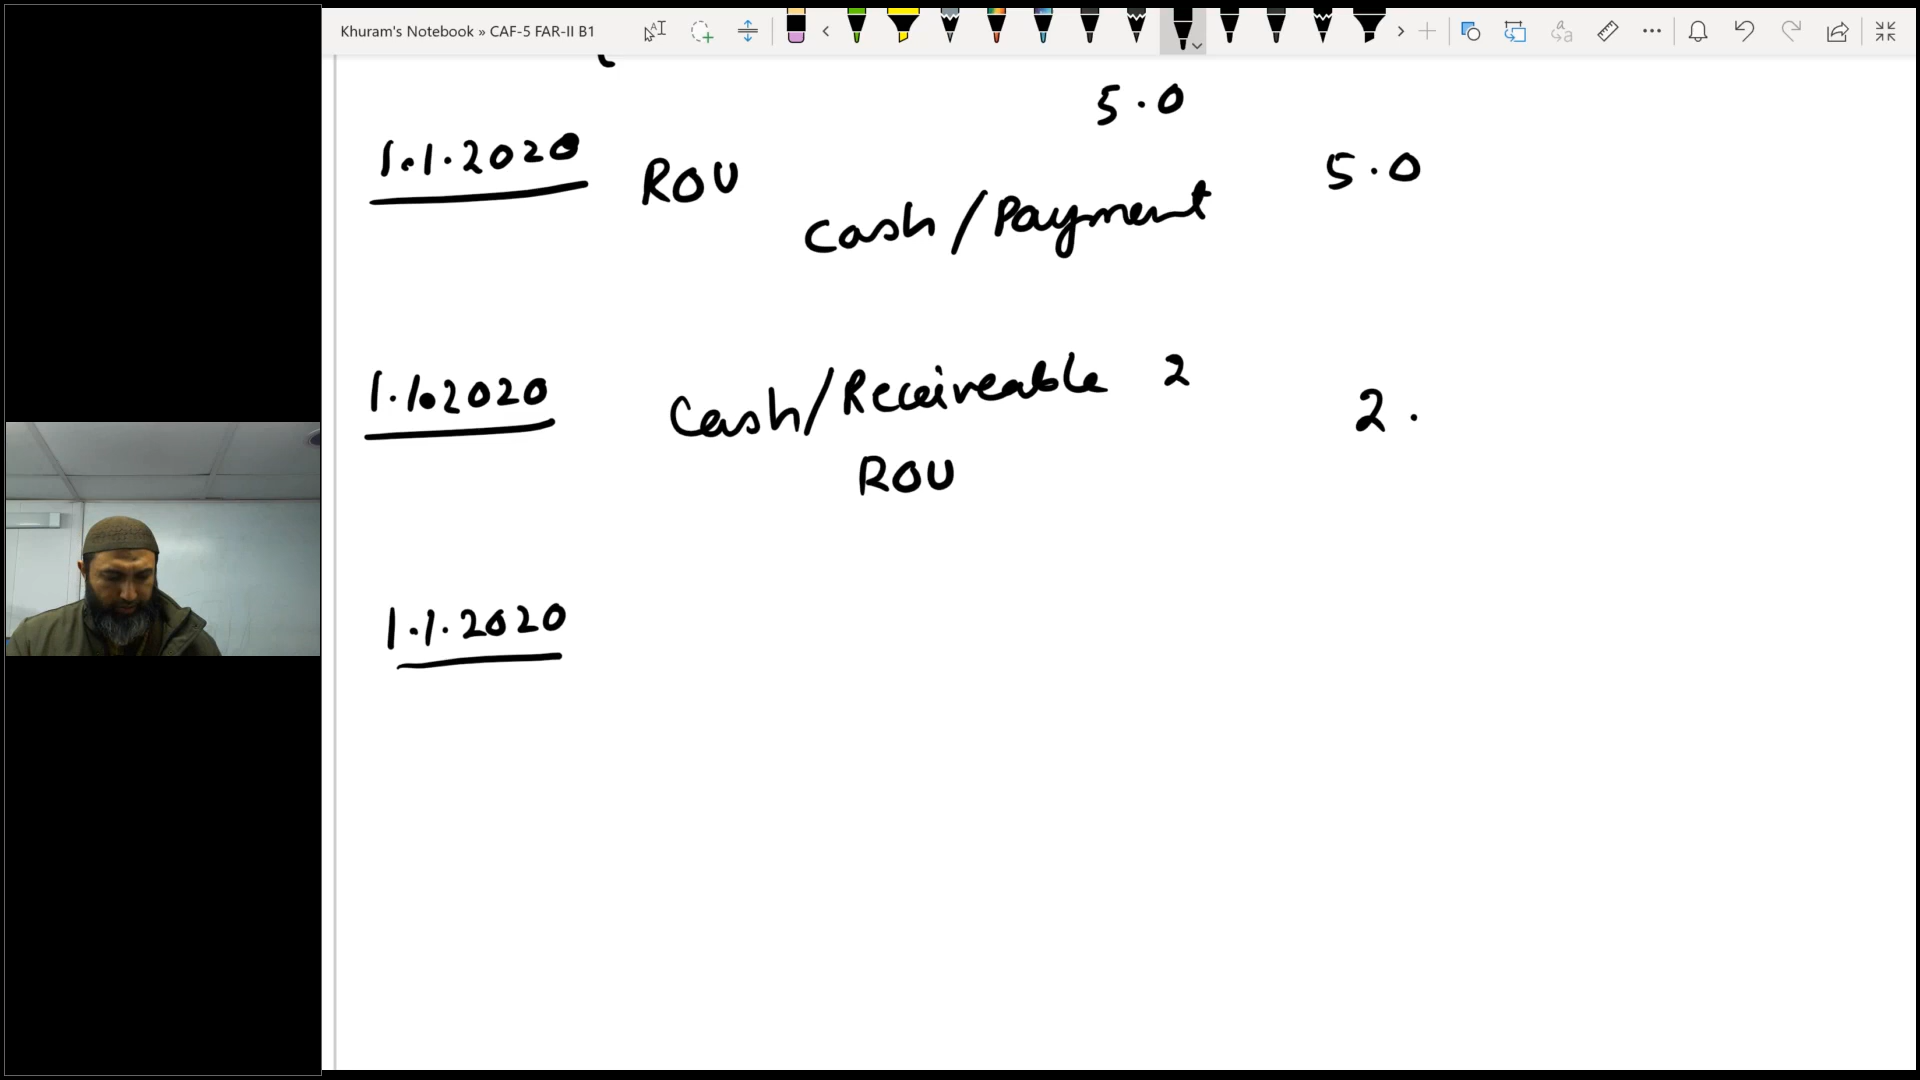 Khuram's Notebook » CAF-5 FAR-II B1
1.1.2020 ROU 5.0
Cash/Payment 5.0
1.1.2020 Cash/Receiveable 2
ROU 2.
1.1.2020